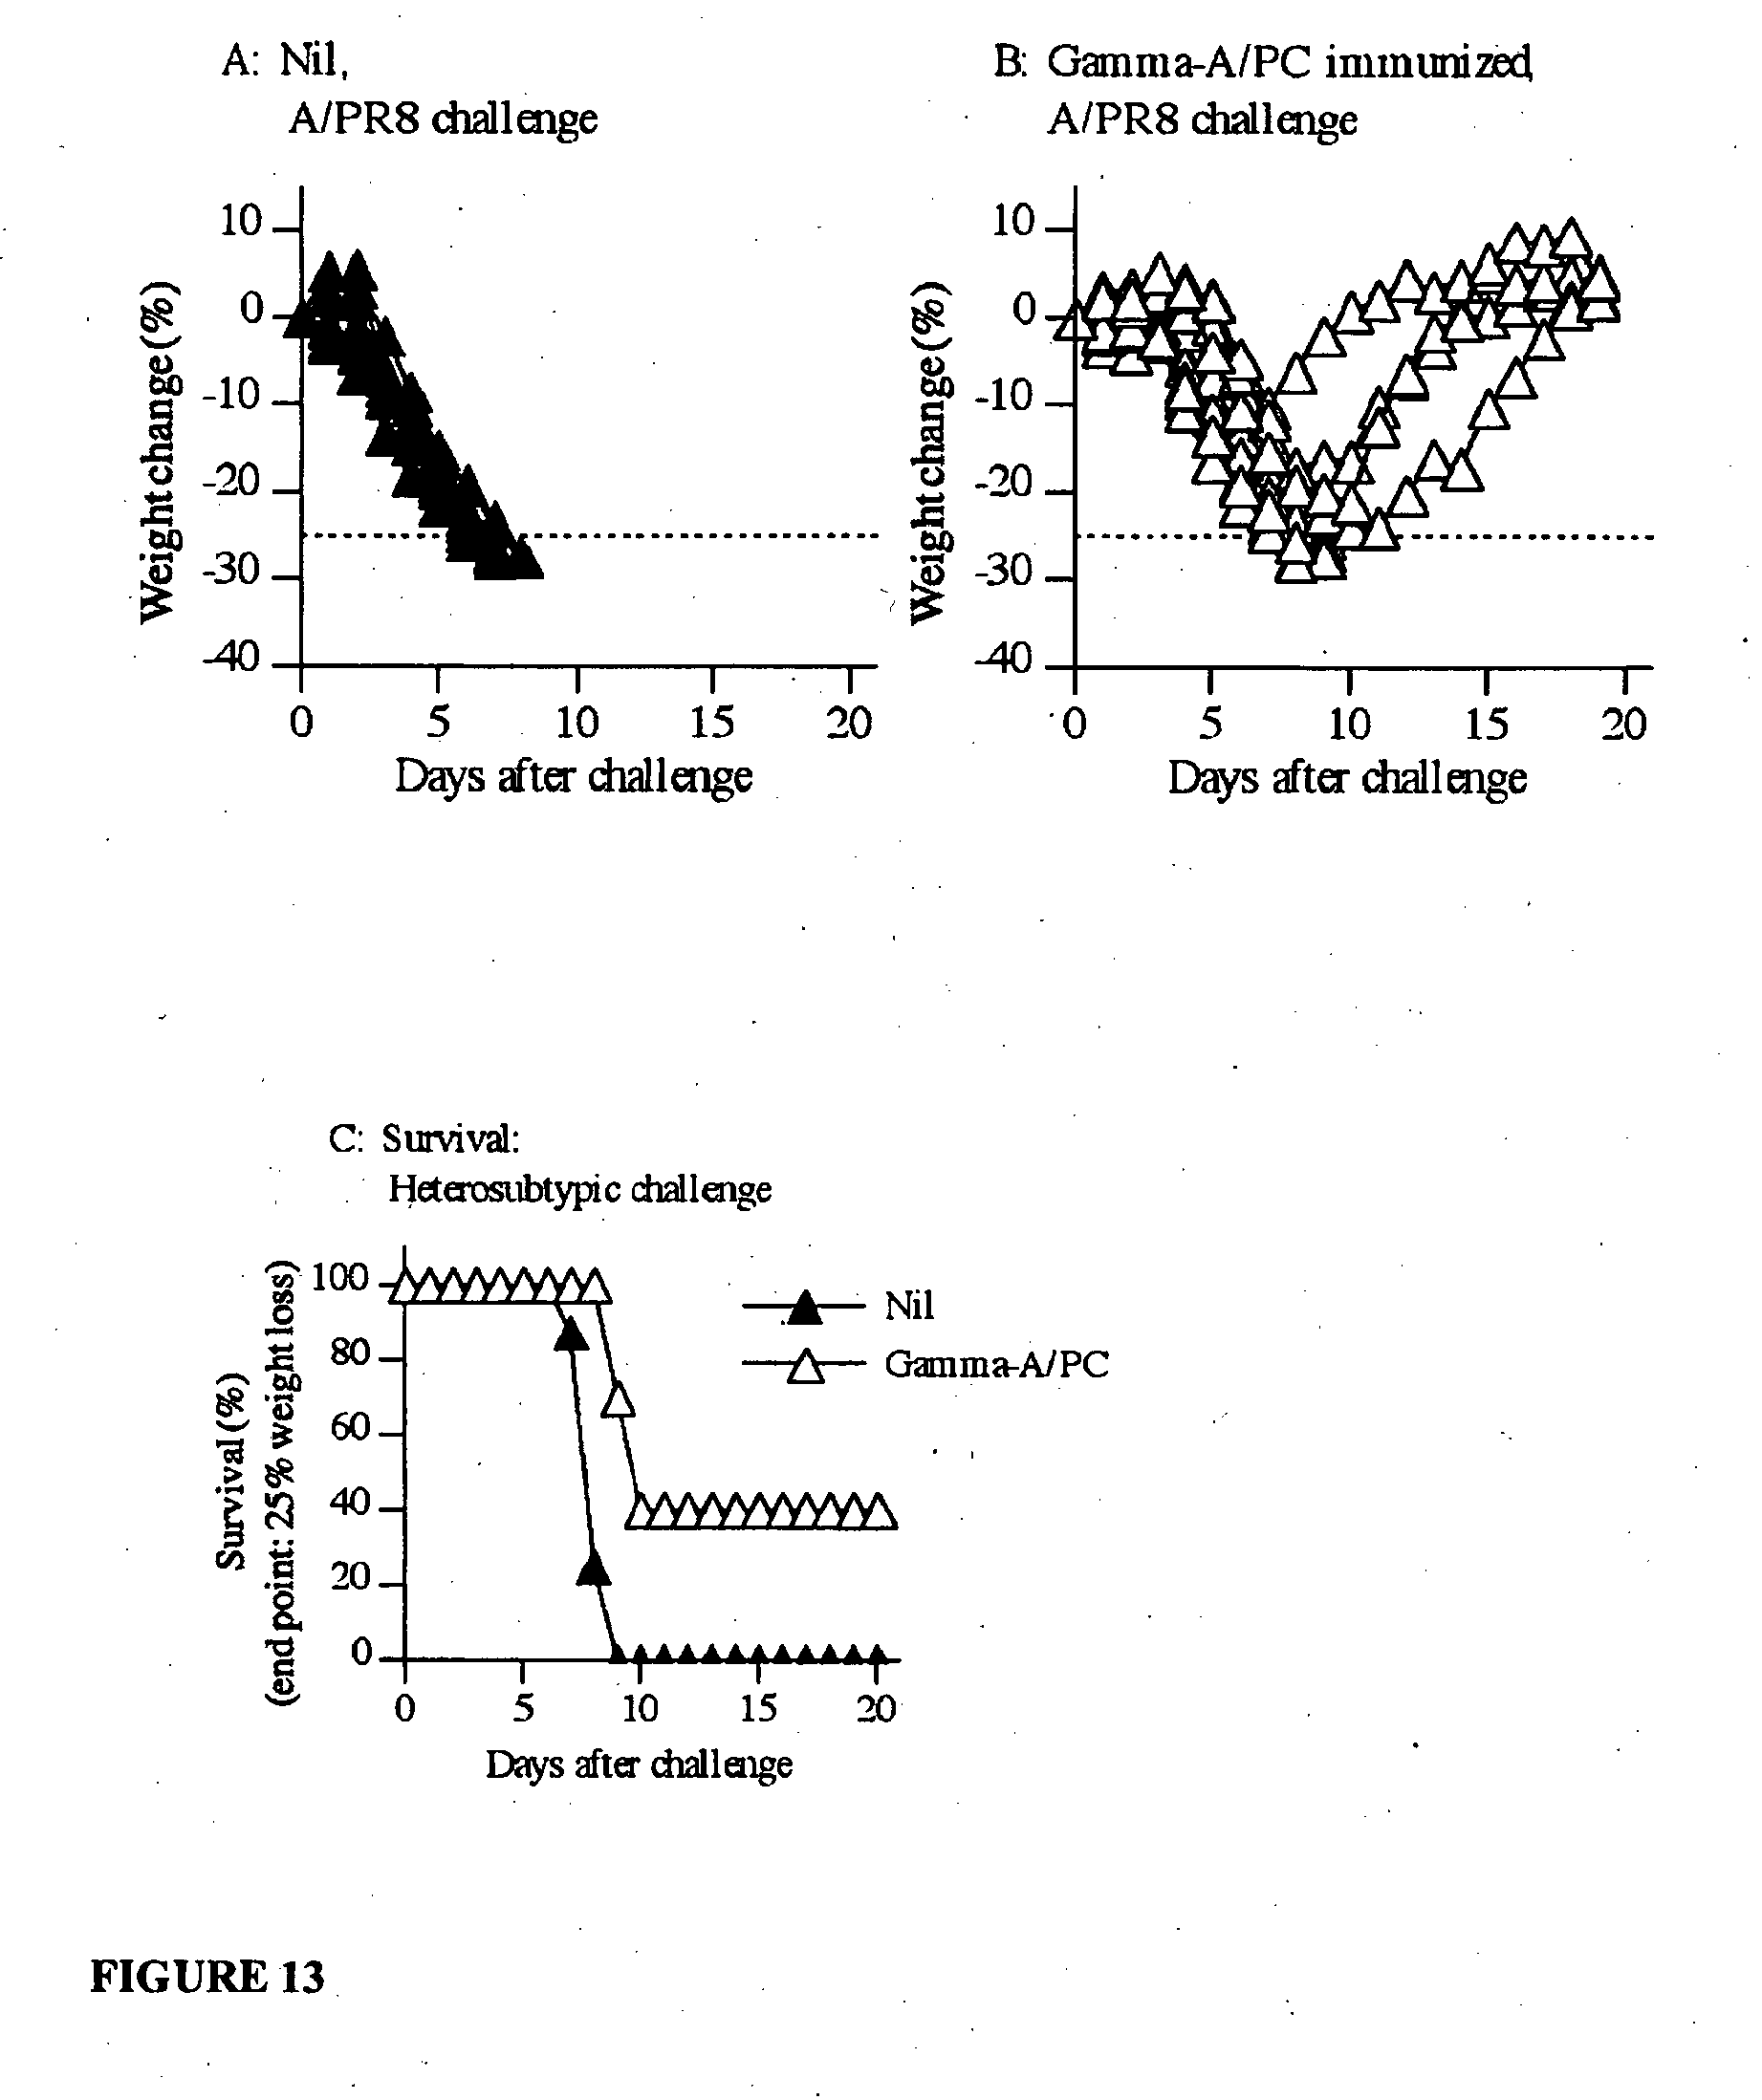 A: Nil,
A/PR8 challenge
Weight change (%)
10
0
-10
-20
-30
-40
0 5 10 15 20
Days after challenge
B: Gamma-A/PC immunized,
A/PR8 challenge
Weight change (%)
10
0
-10
-20
-30
-40
0 5 10 15 20
Days after challenge
C: Survival:
Heterosubtypic challenge
Survival (%)
(end point: 25% weight loss)
100
80
60
40
20
0
0 5 10 15 20
Days after challenge
Nil
Gamma-A/PC
FIGURE 13